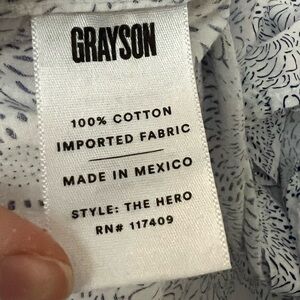 GRAYSON
100% COTTON
IMPORTED FABRIC
MADE IN MEXICO
STYLE: THE HERO
RN# 117409